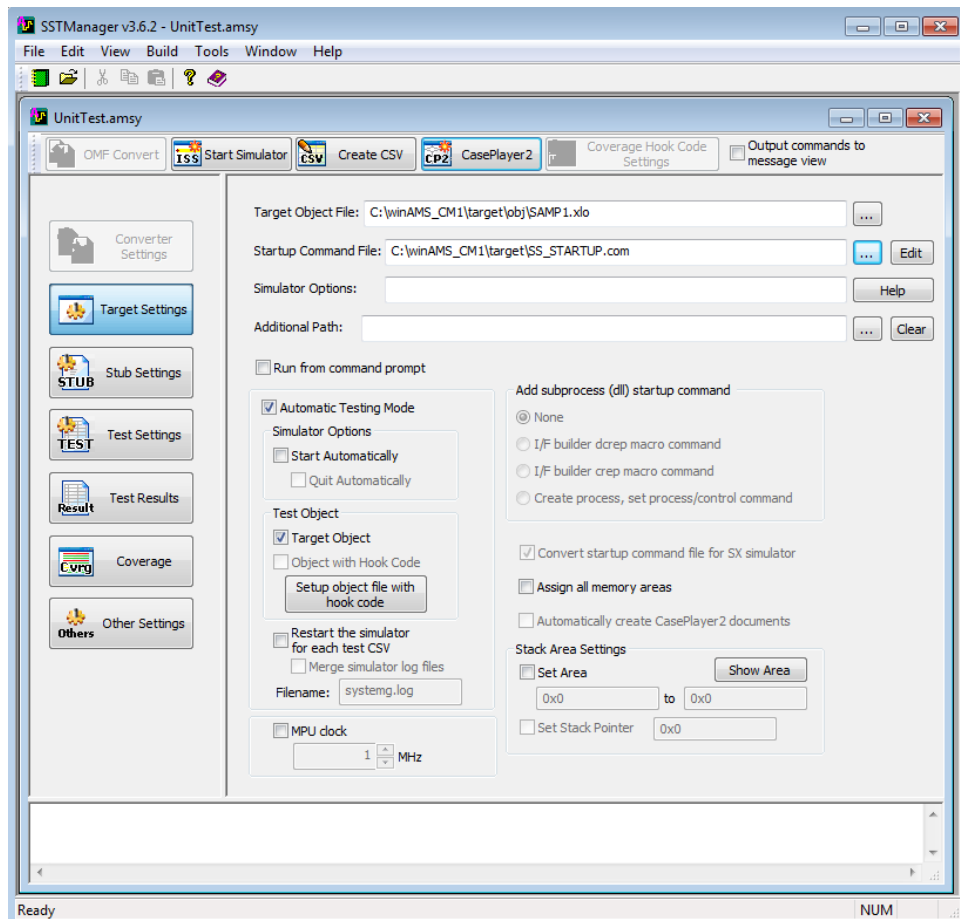 SSTManager v3.6.2 - UnitTest.amsy
File Edit View Build Tools Window Help
UnitTest.amsy
OMF Convert
ISS Start Simulator
CSV Create CSV
CP2 CasePlayer2
Coverage Hook Code
Settings
Output commands to
message view
Converter
Settings
Target Settings
STUB Stub Settings
TEST Test Settings
Result Test Results
Cvrg Coverage
Others Other Settings
Target Object File: C:\winAMS_CM1\target\obj\SAMP1.xlo ...
Startup Command File: C:\winAMS_CM1\target\SS_STARTUP.com ... Edit
Simulator Options: Help
Additional Path: ... Clear
Run from command prompt
Automatic Testing Mode
Simulator Options
Start Automatically
Quit Automatically
Test Object
Target Object
Object with Hook Code
Setup object file with
hook code
Restart the simulator
for each test CSV
Merge simulator log files
Filename: systemg.log
MPU clock
1 MHz
Add subprocess (dll) startup command
None
I/F builder dcrep macro command
I/F builder crep macro command
Create process, set process/control command
Convert startup command file for SX simulator
Assign all memory areas
Automatically create CasePlayer2 documents
Stack Area Settings
Set Area Show Area
0x0 to 0x0
Set Stack Pointer 0x0
Ready NUM